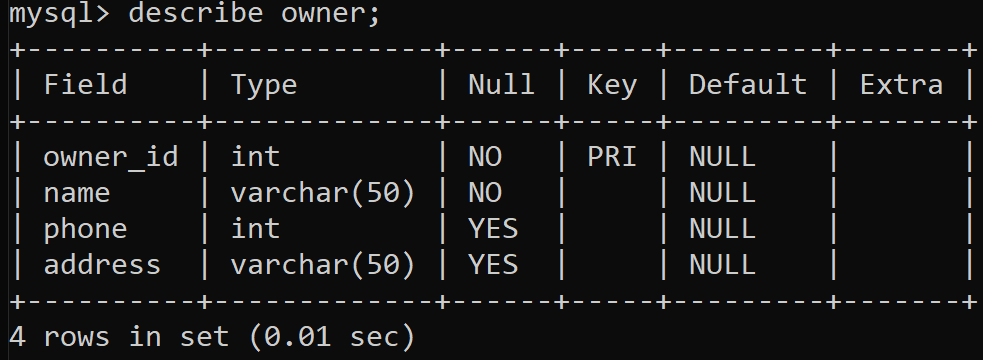 mysql> describe owner;
+----------+-------------+------+-----+---------+-------+
| Field    | Type        | Null | Key | Default | Extra |
+----------+-------------+------+-----+---------+-------+
| owner_id | int         | NO   | PRI | NULL    |       |
| name     | varchar(50) | NO   |     | NULL    |       |
| phone    | int         | YES  |     | NULL    |       |
| address  | varchar(50) | YES  |     | NULL    |       |
+----------+-------------+------+-----+---------+-------+
4 rows in set (0.01 sec)